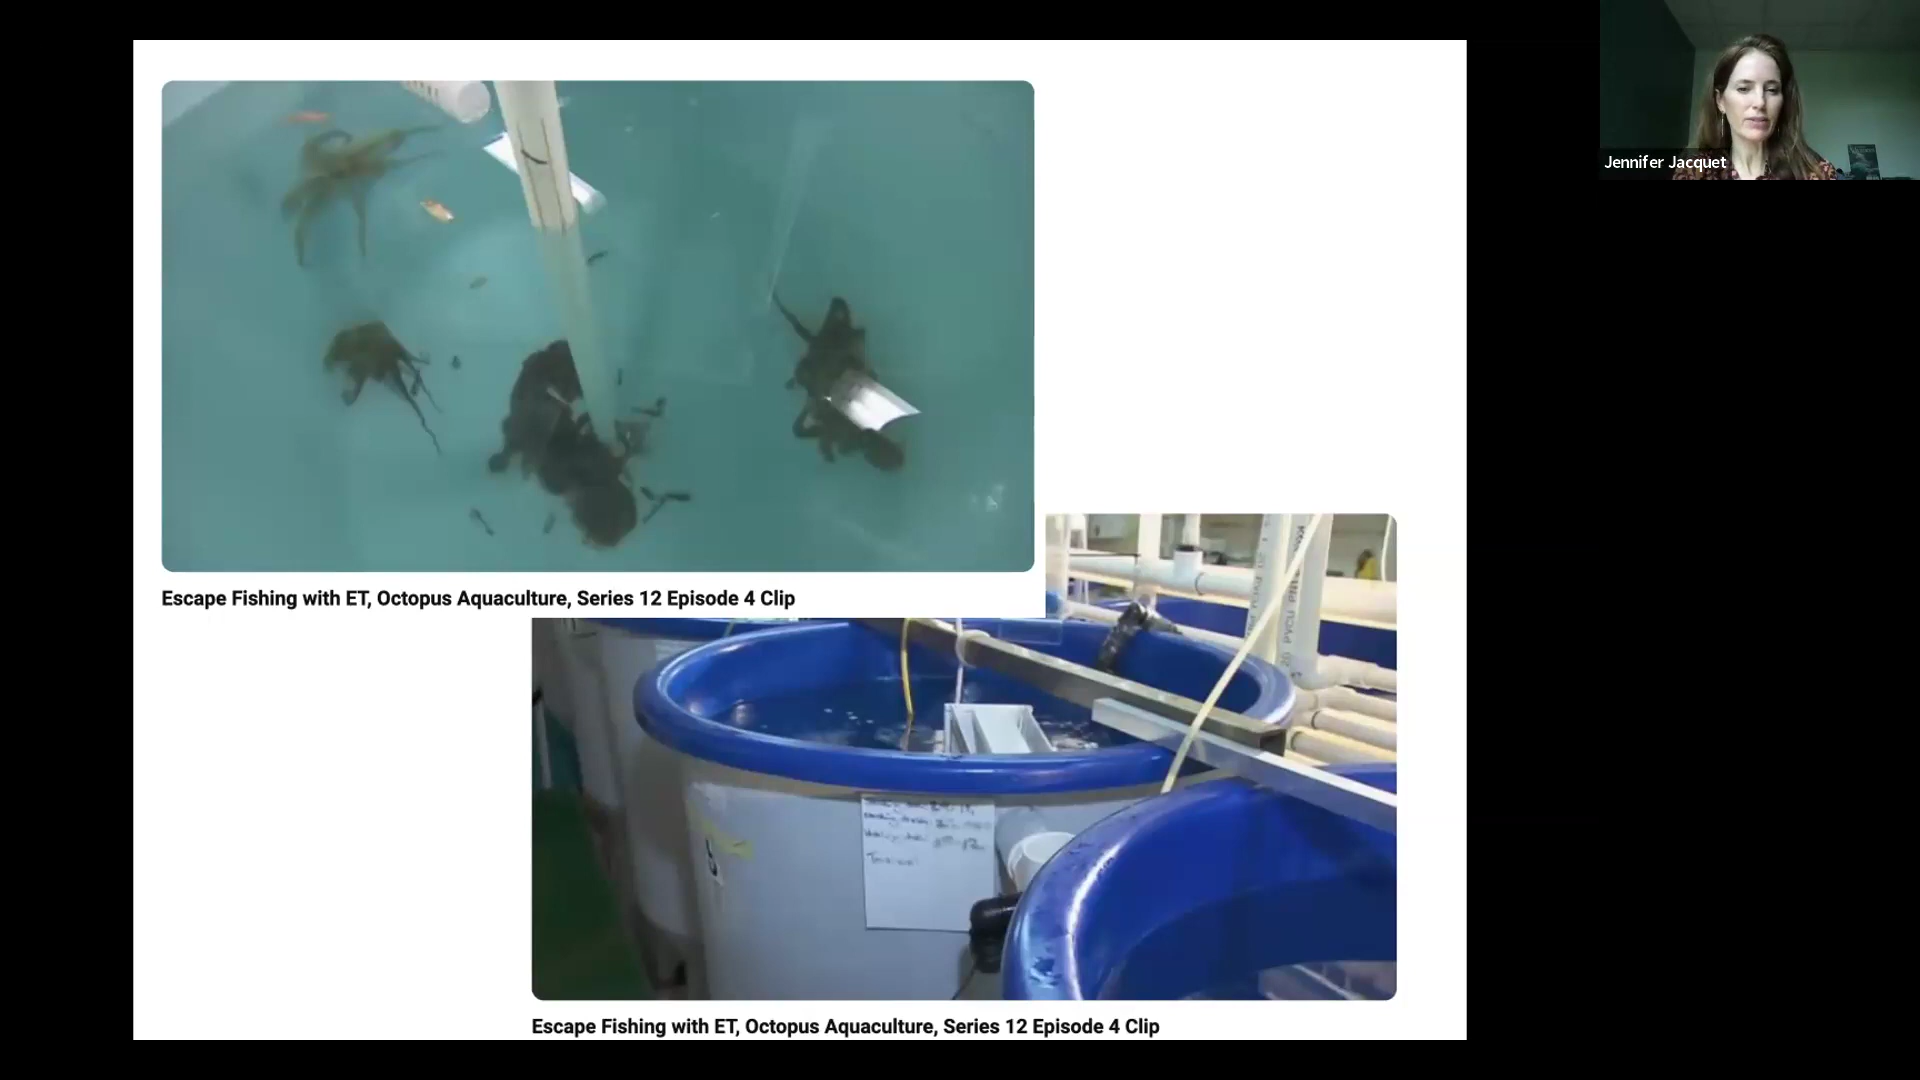 Jennifer Jacquet
Escape Fishing with ET, Octopus Aquaculture, Series 12 Episode 4 Clip
Escape Fishing with ET, Octopus Aquaculture, Series 12 Episode 4 Clip